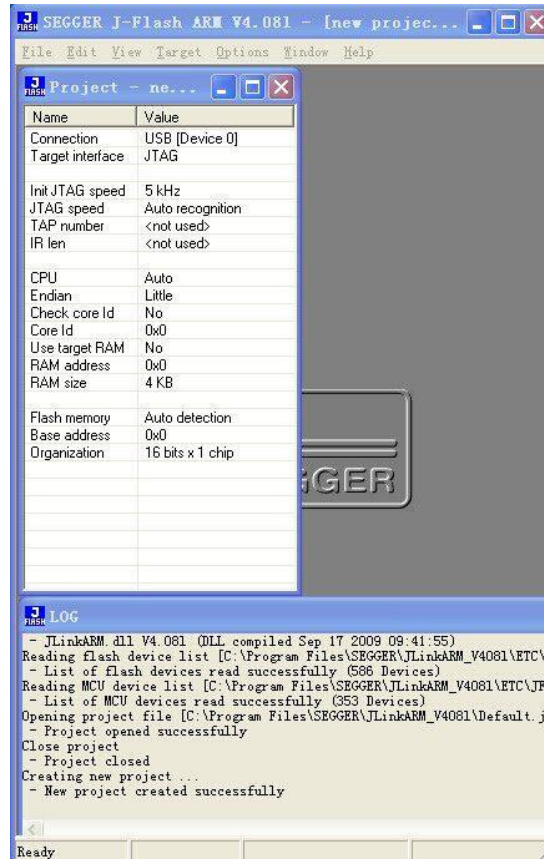 SEGGER J-Flash ARM V4.081 - [new projec...
File Edit View Target Options Window Help
Project - ne...
Name Value
Connection USB [Device 0]
Target interface JTAG
Init JTAG speed 5 kHz
JTAG speed Auto recognition
TAP number <not used>
IR len <not used>
CPU Auto
Endian Little
Check core Id No
Core Id 0x0
Use target RAM No
RAM address 0x0
RAM size 4 KB
Flash memory Auto detection
Base address 0x0
Organization 16 bits x 1 chip
GGER
LOG
- JLinkARM.dll V4.081 (DLL compiled Sep 17 2009 09:41:55)
Reading flash device list [C:\Program Files\SEGGER\JLinkARM_V4081\ETC\
- List of flash devices read successfully (586 Devices)
Reading MCU device list [C:\Program Files\SEGGER\JLinkARM_V4081\ETC\JF
- List of MCU devices read successfully (353 Devices)
Opening project file [C:\Program Files\SEGGER\JLinkARM_V4081\Default.j
- Project opened successfully
Close project
- Project closed
Creating new project ...
- New project created successfully
Ready